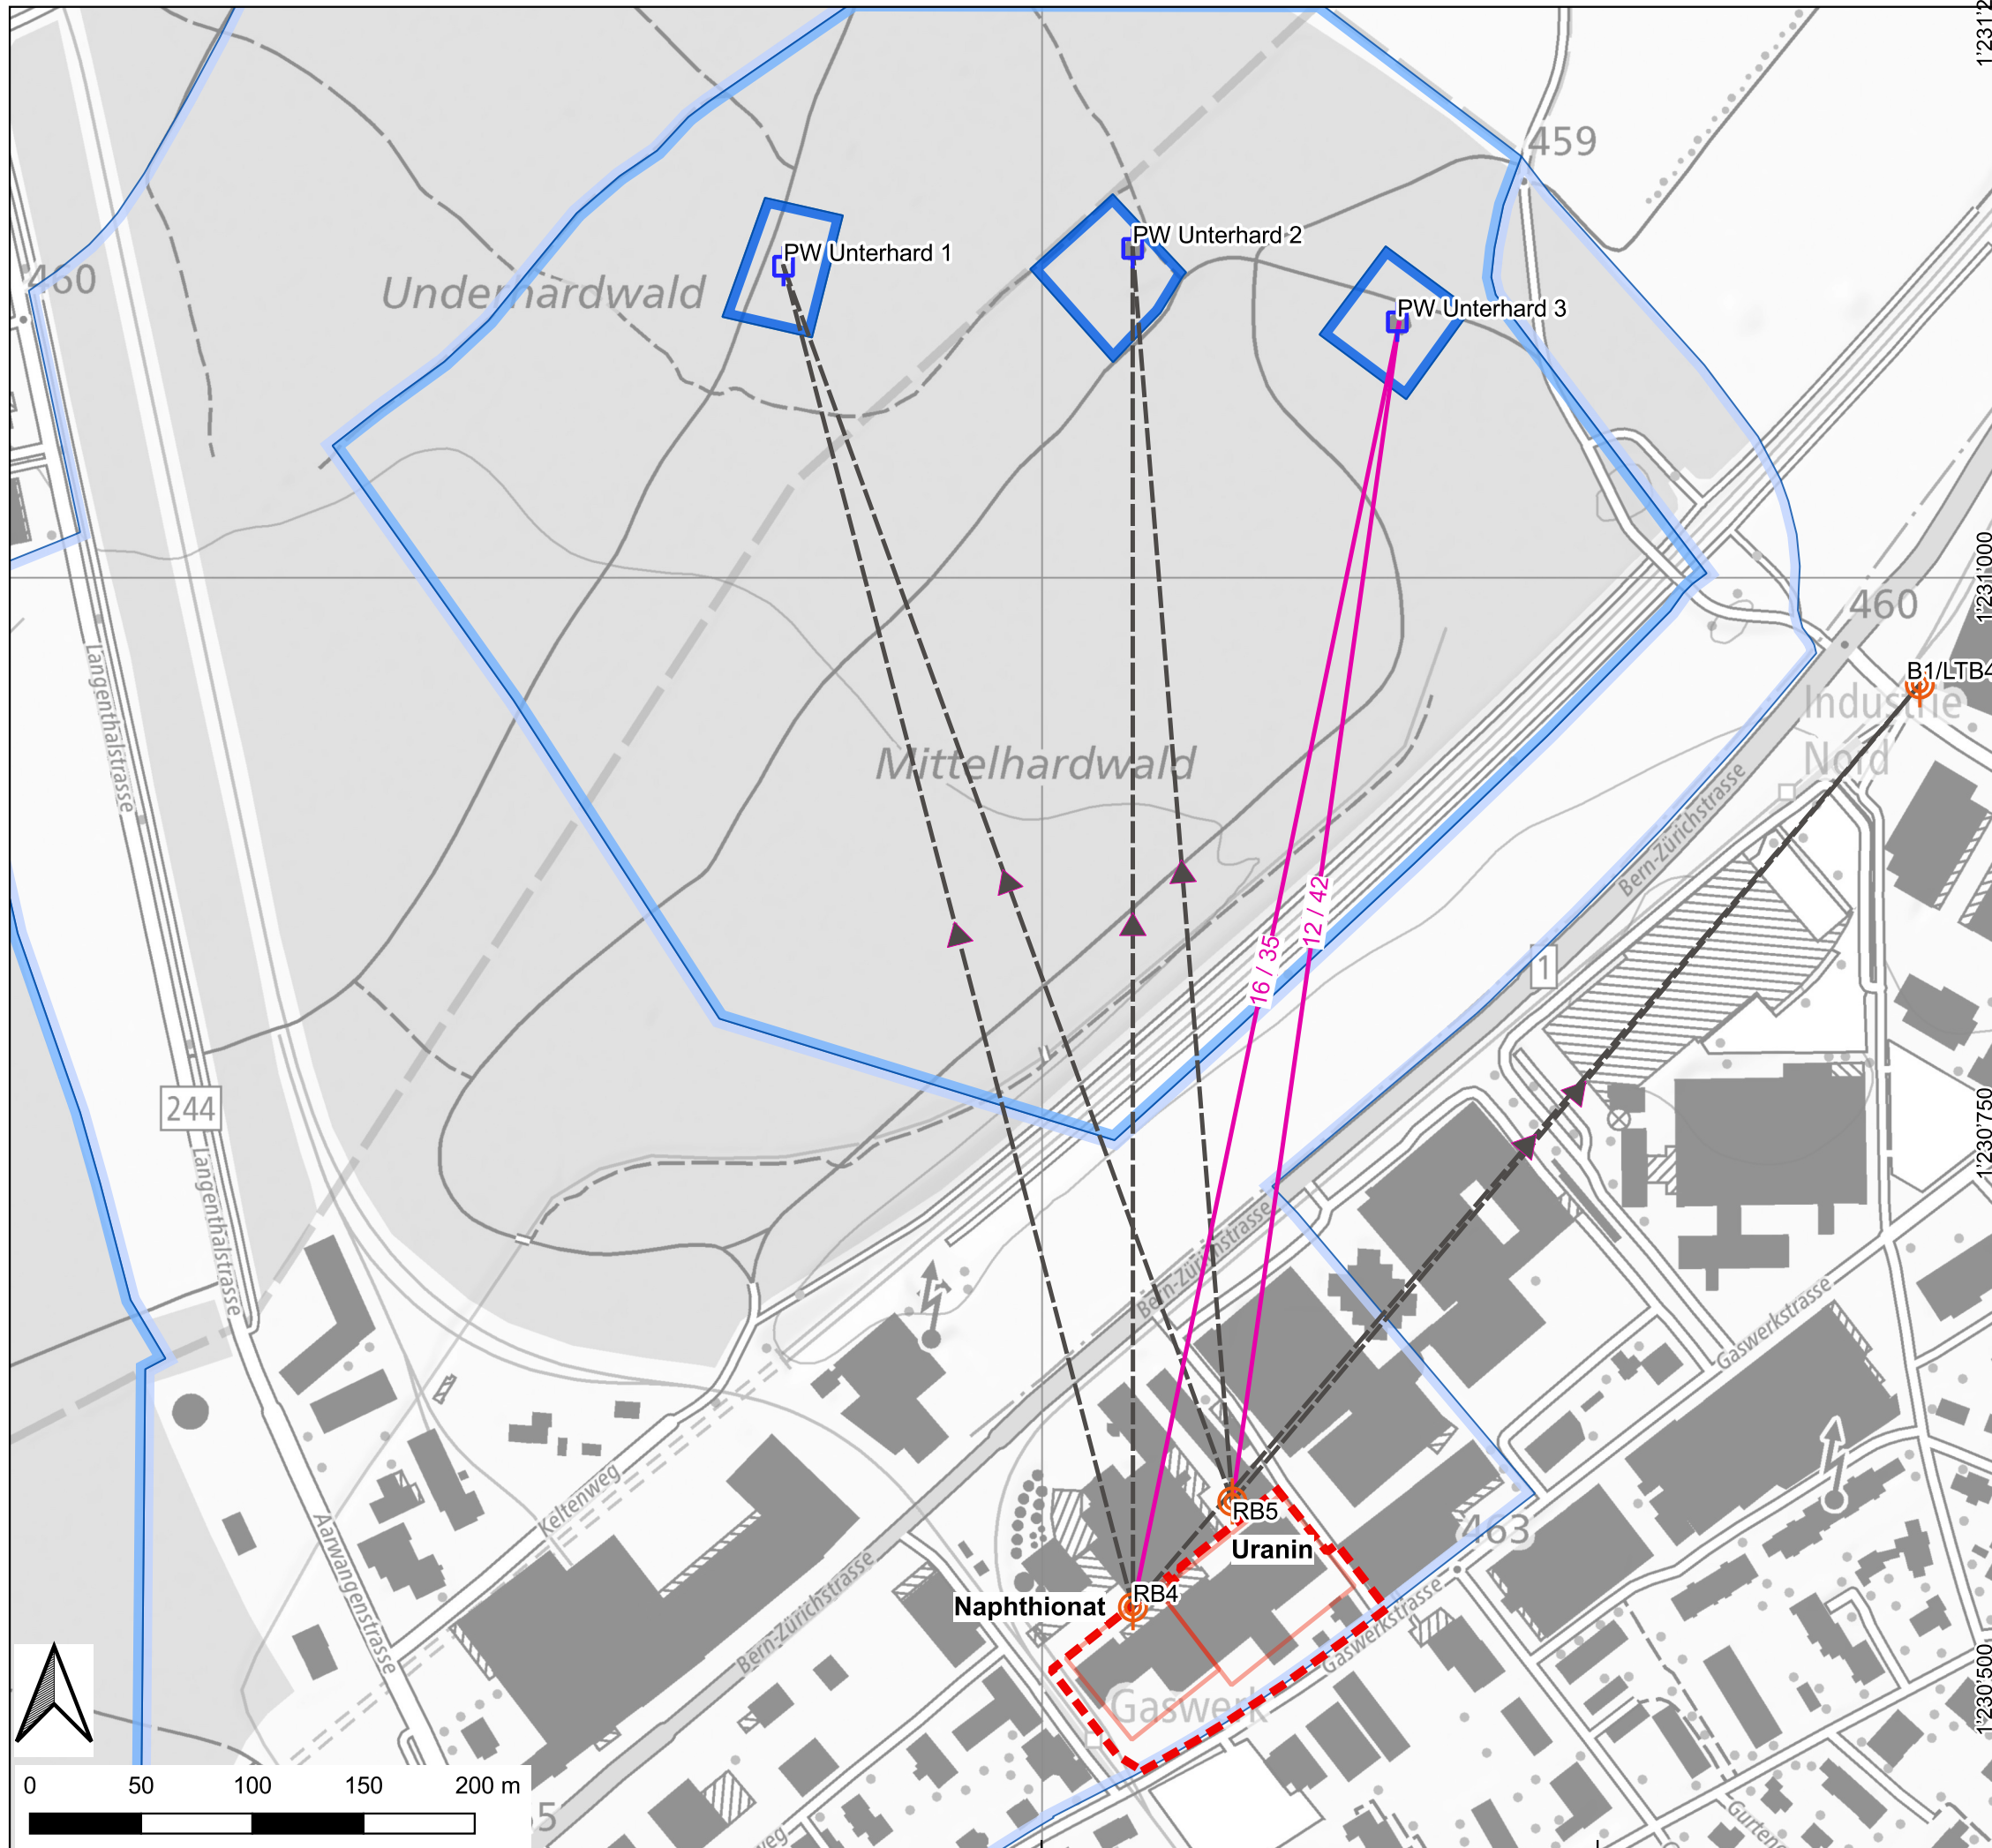 1'231'2
459
PW Unterhard 2
PW Unterhard 1
460
Underhardwald
PW Unterhard 3
1'231'000
460
B1/LTB4
Industrie
Nord
Langenthalstrasse
Mittelhardwald
Bern-Zürichstrasse
12 / 42
16 / 35
1
244
1'230'750
Langenthalstrasse
Bern-Zürichstrasse
Gaswerkstrasse
Keltenweg
RB5
463
Uranin
Aarwangenstrasse
RB4
Naphthionat
Bern-Zürichstrasse
Gaswerkstrasse
1'230'500
Gaswerk
0 50 100 150 200 m
5
weg